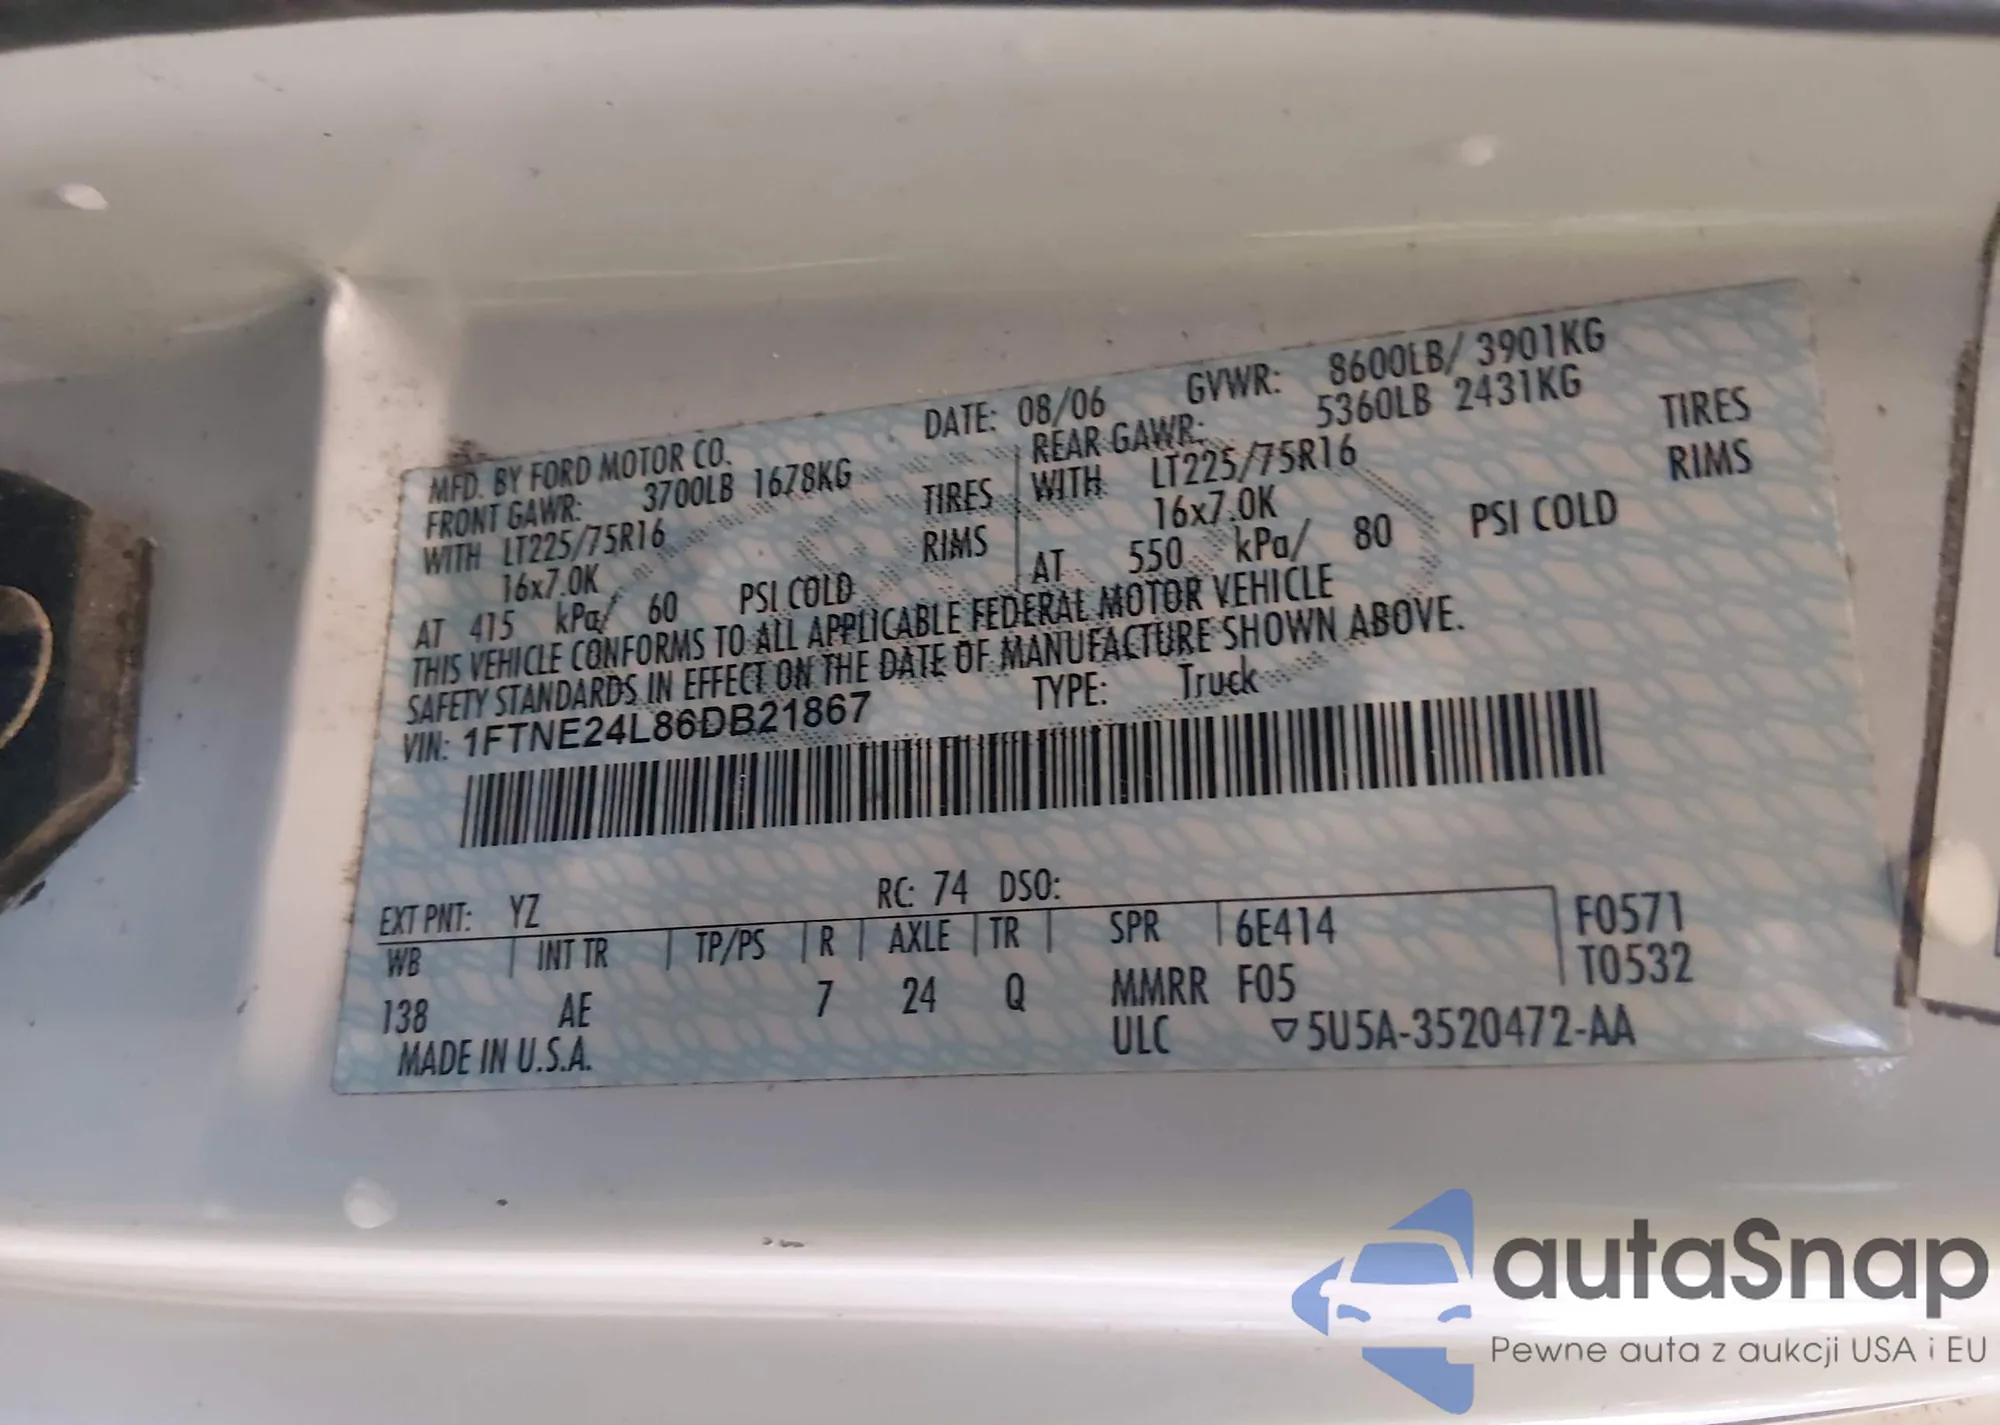 MFD. BY FORD MOTOR CO. DATE: 08/06 GVWR: 8600LB/ 3901KG
FRONT GAWR: 3700LB 1678KG REAR GAWR: 5360LB 2431KG
WITH LT225/75R16 TIRES WITH LT225/75R16 TIRES
16x7.0K RIMS 16x7.0K RIMS
AT 415 kPa/ 60 PSI COLD AT 550 kPa/ 80 PSI COLD
THIS VEHICLE CONFORMS TO ALL APPLICABLE FEDERAL MOTOR VEHICLE
SAFETY STANDARDS IN EFFECT ON THE DATE OF MANUFACTURE SHOWN ABOVE.
VIN: 1FTNE24L86DB21867 TYPE: Truck
EXT PNT: YZ RC: 74 DSO:
WB INT TR TP/PS R AXLE TR SPR 6E414 F0571
138 AE 7 24 Q MMRR F05 T0532
MADE IN U.S.A. ULC 5U5A-3520472-AA
autaSnap
Pewne auta z aukcji USA i EU